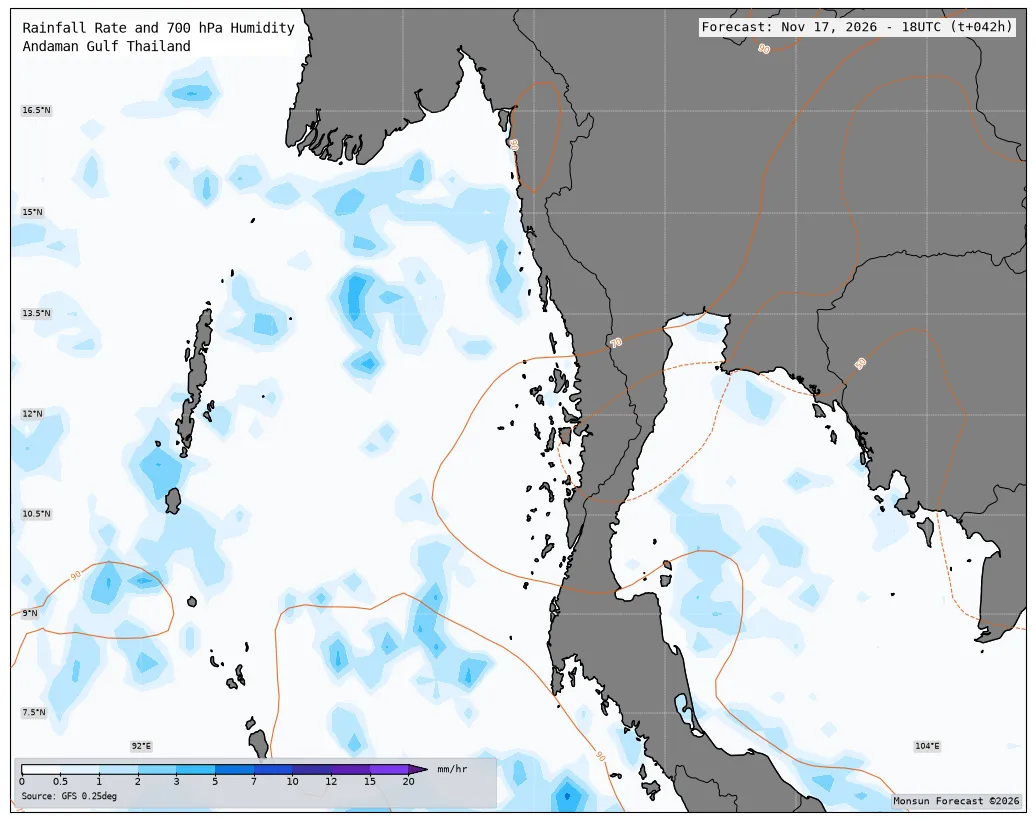 Rainfall Rate and 700 hPa Humidity
Andaman Gulf Thailand
Forecast: Nov 17, 2026 - 18UTC (t+042h)
90
16.5°N
90
15°N
13.5°N
70
50
12°N
10.5°N
90
9°N
7.5°N
92°E
104°E
90
mm/hr
0 0.5 1 2 3 5 7 10 12 15 20
Source: GFS 0.25deg
Monsun Forecast ©2026